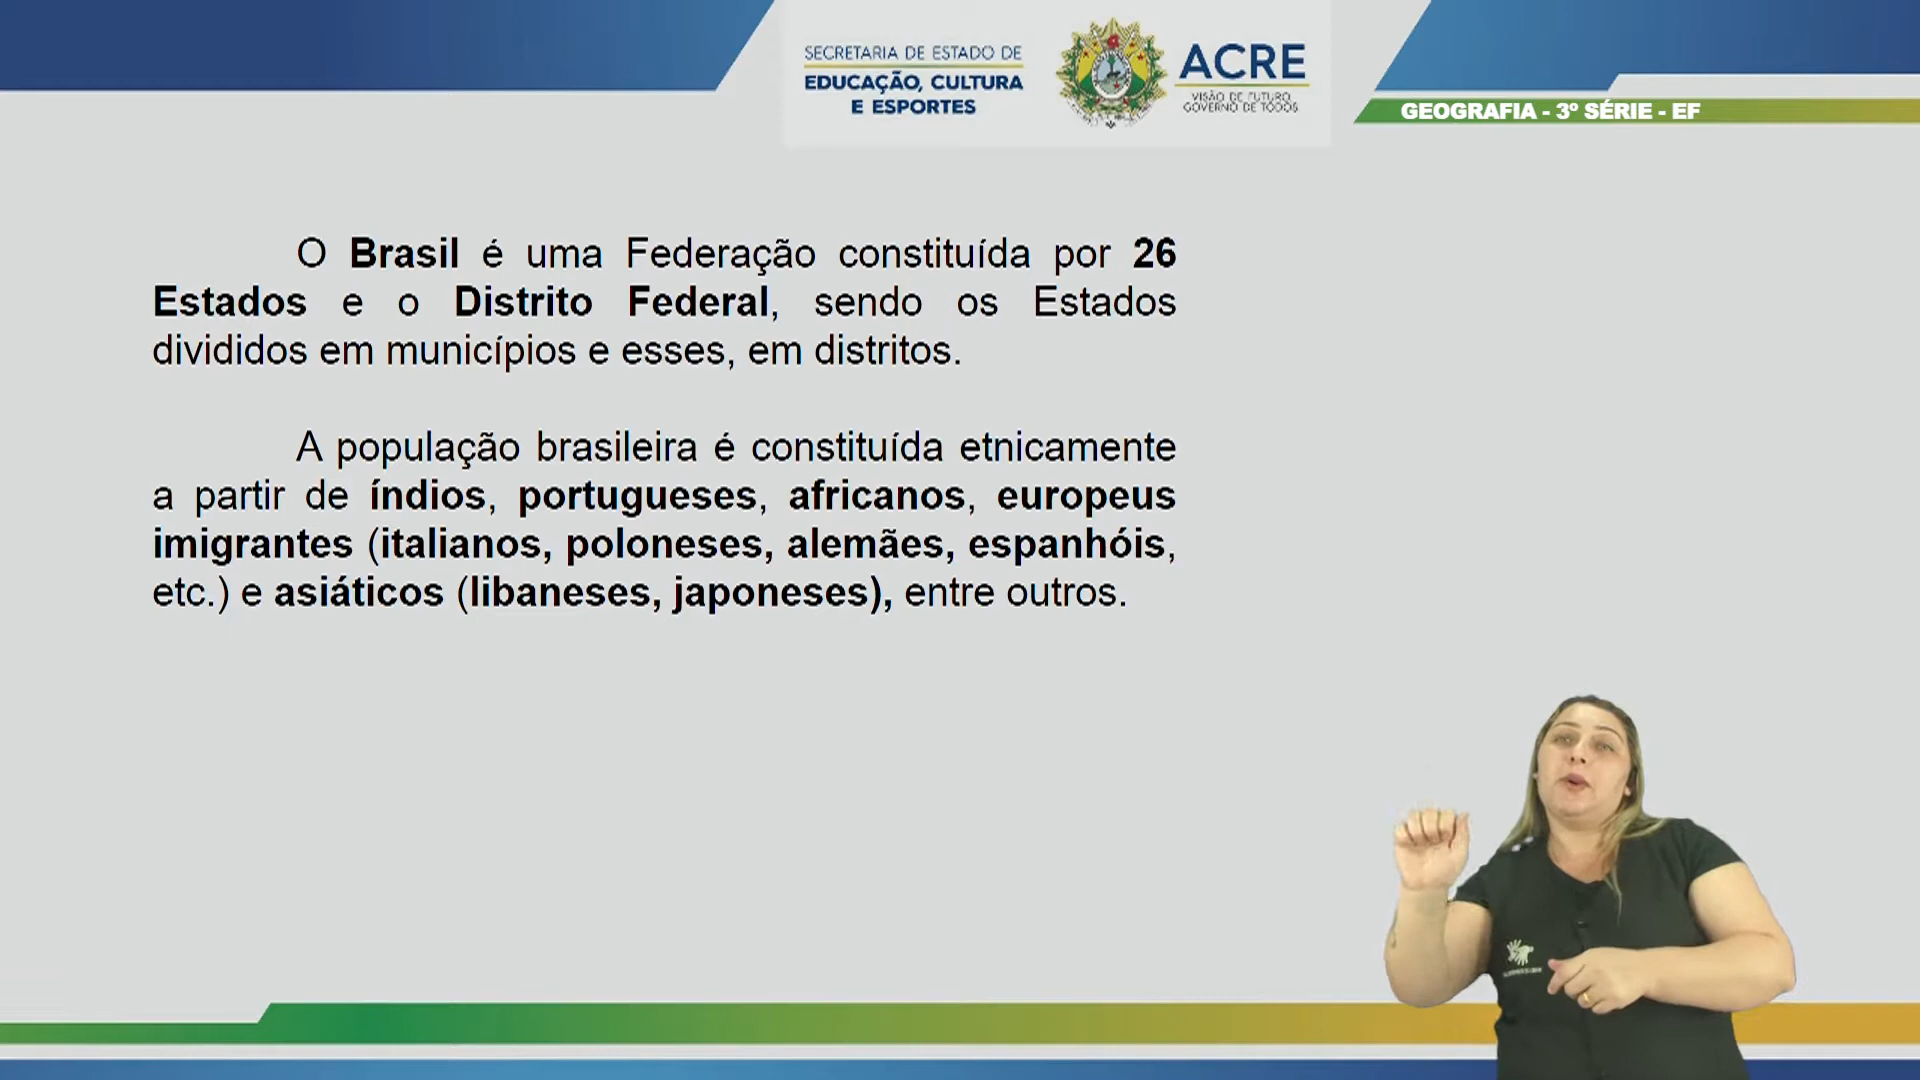 SECRETARIA DE ESTADO DE
EDUCAÇÃO, CULTURA
E ESPORTES
ACRE
VISÃO DE FUTURO,
GOVERNO DE TODOS
GEOGRAFIA - 3º SÉRIE - EF
O Brasil é uma Federação constituída por 26
Estados e o Distrito Federal, sendo os Estados
divididos em municípios e esses, em distritos.
A população brasileira é constituída etnicamente
a partir de índios, portugueses, africanos, europeus
imigrantes (italianos, poloneses, alemães, espanhóis,
etc.) e asiáticos (libaneses, japoneses), entre outros.